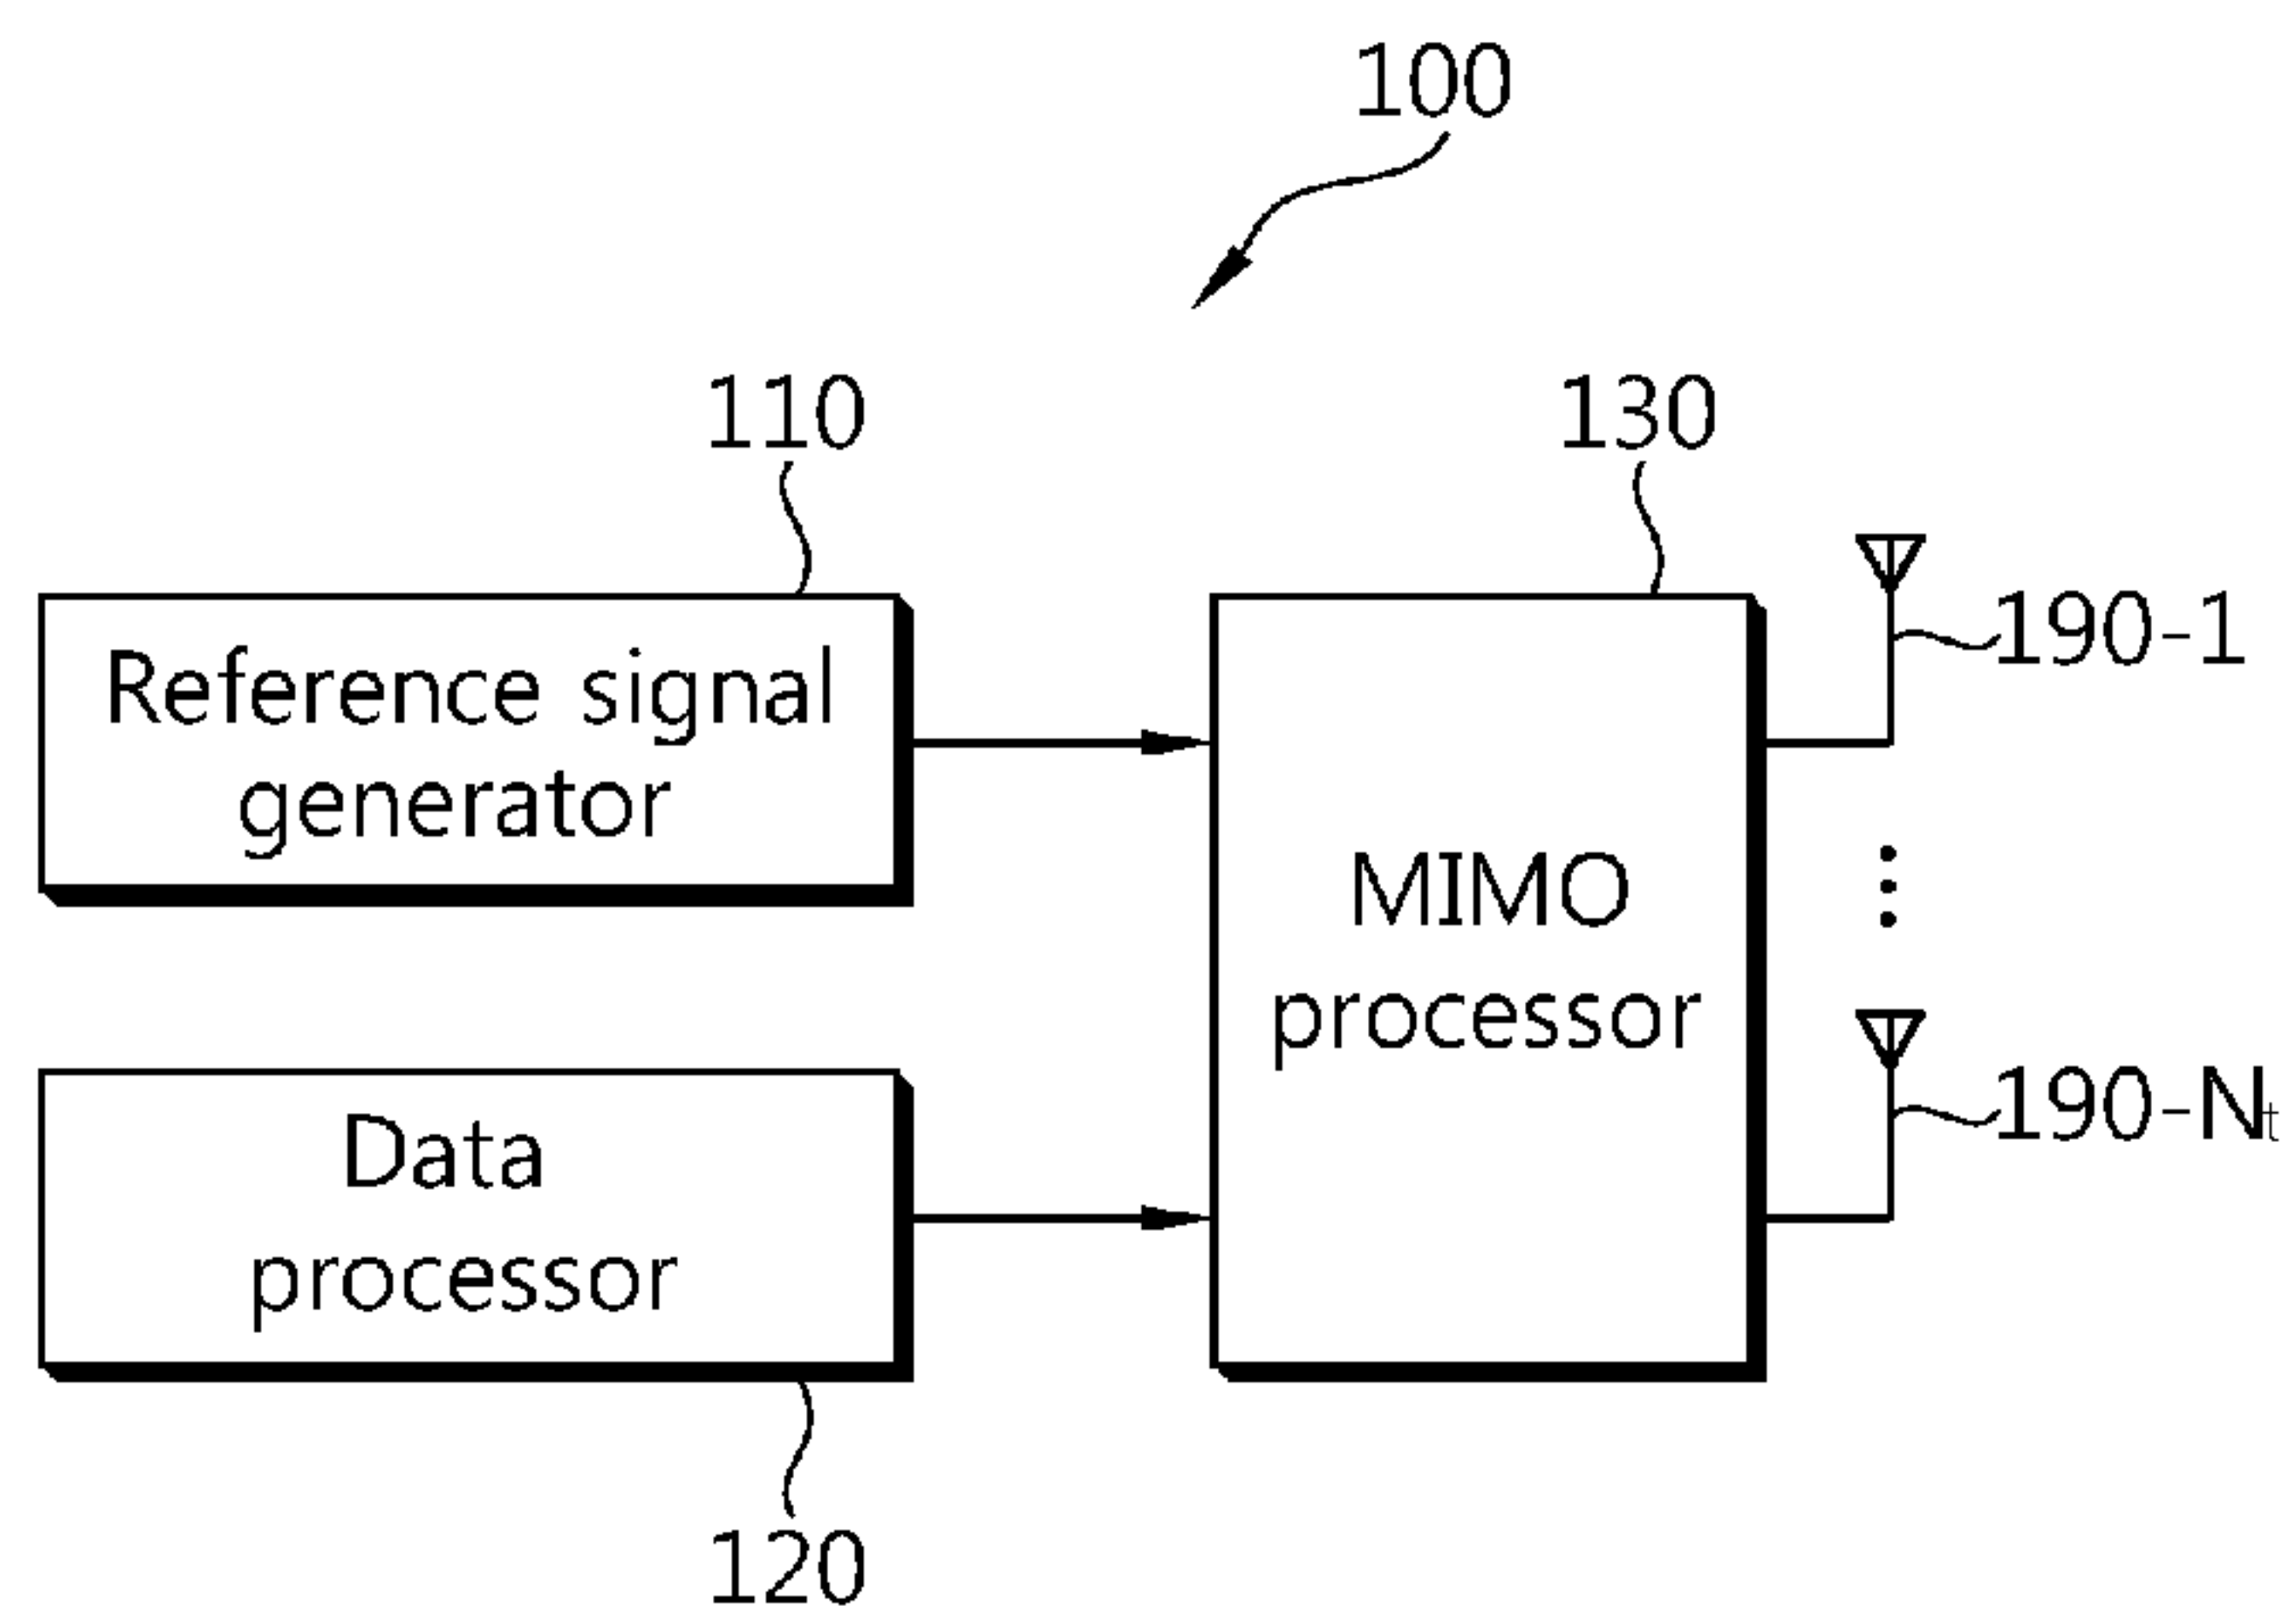 100
110
130
Reference signal
generator
190-1
MIMO
processor
Data
processor
190-Nt
120